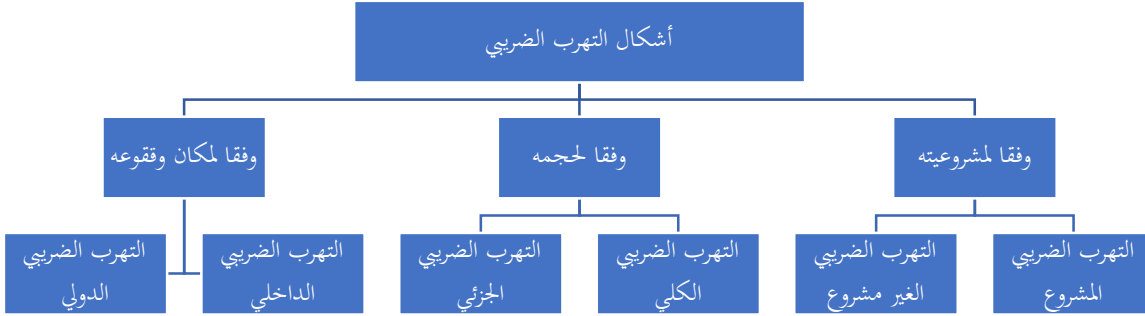 أشكال التهرب الضريبي
وفقا لمشروعيته
وفقا لحجمه
وفقا لمكان وققوعه
التهرب الضريبي
المشروع
التهرب الضريبي
الغير مشروع
التهرب الضريبي
الكلي
التهرب الضريبي
الجزئي
التهرب الضريبي
الداخلي
التهرب الضريبي
الدولي